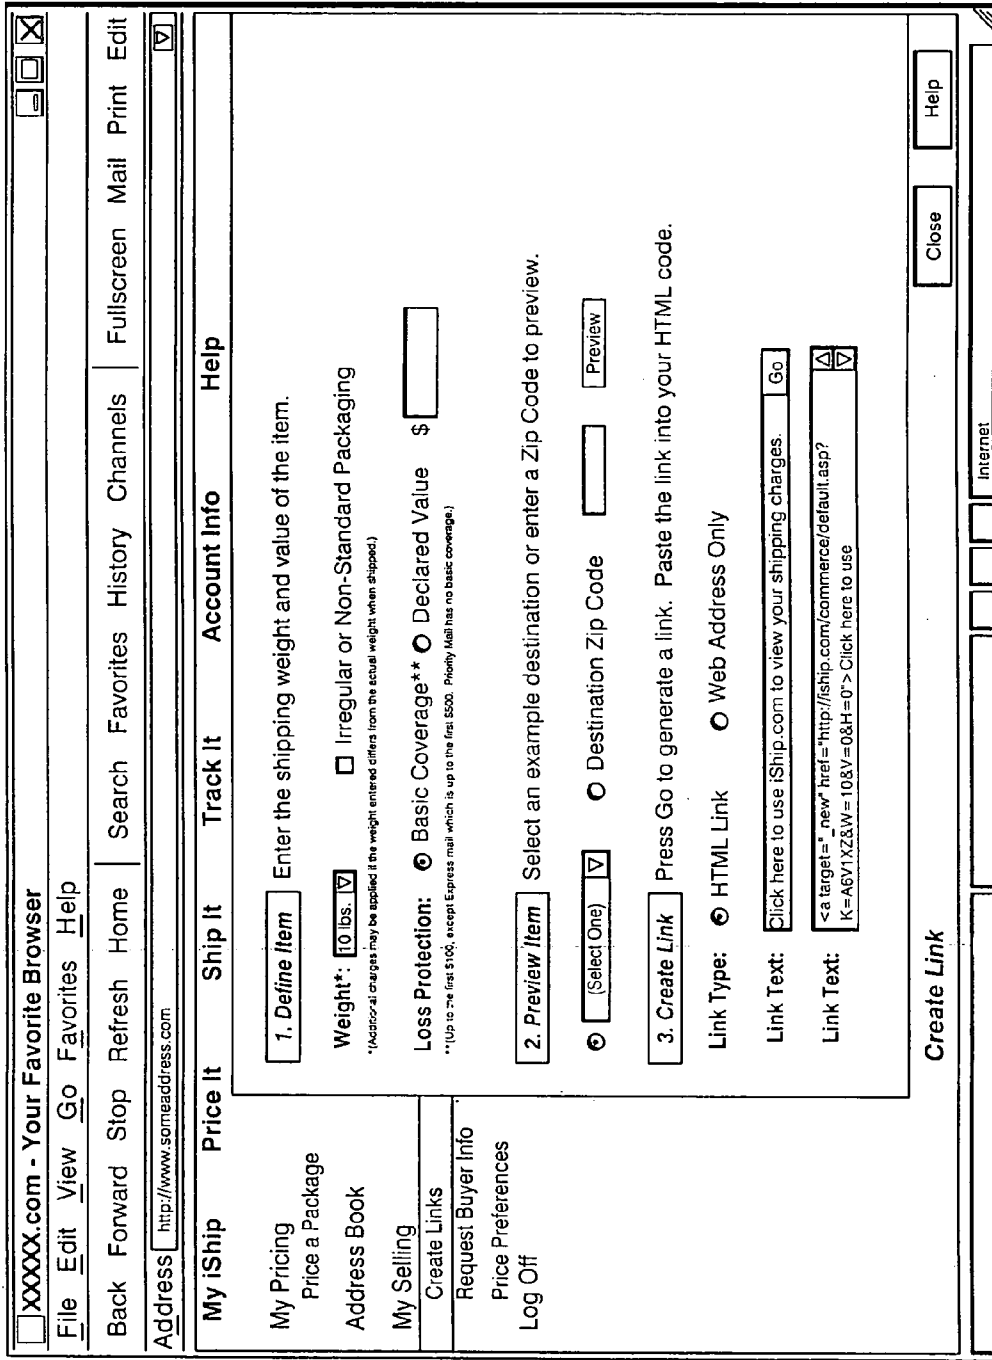 XXXXX.com - Your Favorite Browser
File Edit View Go Favorites Help
Back Forward Stop Refresh Home Search Favorites History Channels Fullscreen Mail Print Edit
Address http://www.someaddress.com
My iShip Price It Ship It Track It Account Info Help
My Pricing
Price a Package
Address Book
My Selling
Create Links
Request Buyer Info
Price Preferences
Log Off
1. Define Item Enter the shipping weight and value of the item.
Weight*: 10 lbs. Irregular or Non-Standard Packaging
*(Additional charges may be applied if the weight entered differs from the actual weight when shipped.)
Loss Protection: Basic Coverage** Declared Value $
**(Up to the first $100, except Express mail which is up to the first $500. Priority Mail has no basic coverage.)
2. Preview Item Select an example destination or enter a Zip Code to preview.
(Select One) Destination Zip Code Preview
3. Create Link Press Go to generate a link. Paste the link into your HTML code.
Link Type: HTML Link Web Address Only
Link Text: Click here to use iShip.com to view your shipping charges. Go
Link Text: <a target="_new" href="http://iship.com/commerce/default.asp?
K=A6V1XZ&W=10&V=0&H=0"> Click here to use
Create Link Close Help
Internet